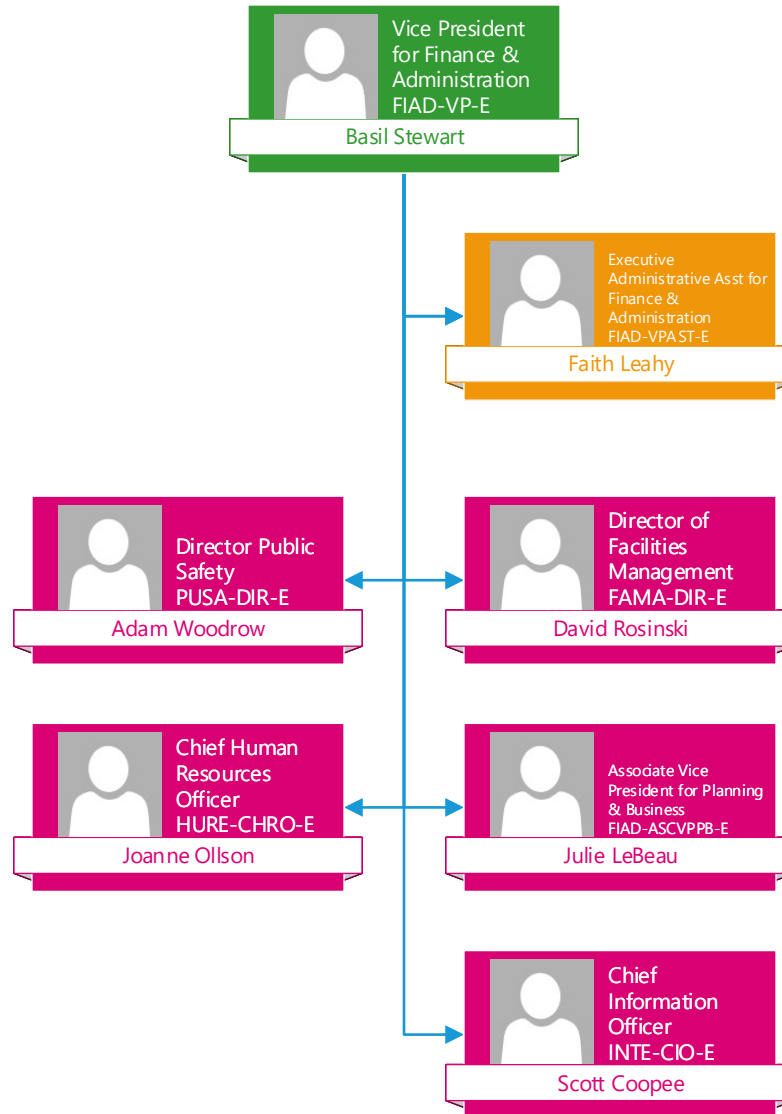 Vice President
for Finance &
Administration
FIAD-VP-E
Basil Stewart
Executive
Administrative Asst for
Finance &
Administration
FIAD-VPAST-E
Faith Leahy
Director Public
Safety
PUSA-DIR-E
Adam Woodrow
Director of
Facilities
Management
FAMA-DIR-E
David Rosinski
Chief Human
Resources
Officer
HURE-CHRO-E
Joanne Ollson
Associate Vice
President for Planning
& Business
FIAD-ASCVPPB-E
Julie LeBeau
Chief
Information
Officer
INTE-CIO-E
Scott Coopee